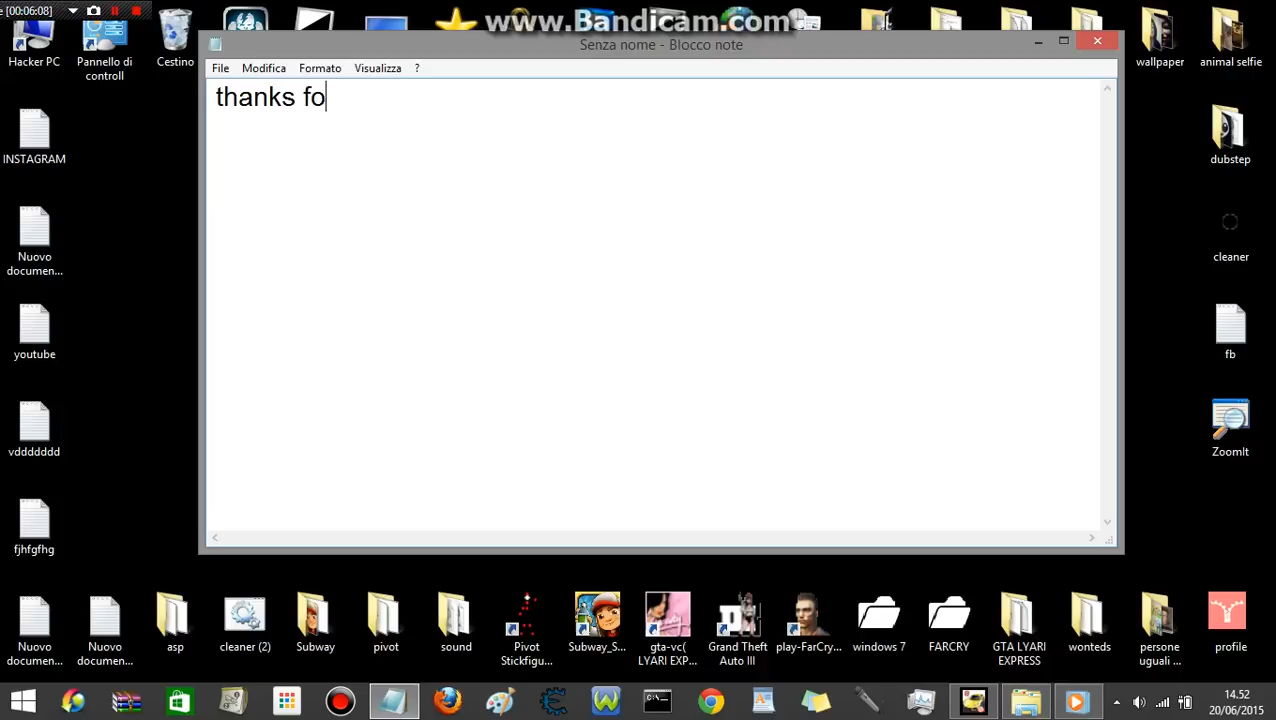 e [00:06:08]
www.Bandicam.com
Senza nome - Blocco note
File Modifica Formato Visualizza ?
thanks fo
Hacker PC
Pannello di controll
Cestino
wallpaper
animal selfie
INSTAGRAM
dubstep
Nuovo documen...
cleaner
youtube
fb
vddddddd
ZoomIt
fjhfgfhg
Nuovo documen...
Nuovo documen...
asp
cleaner (2)
Subway
pivot
sound
Pivot Stickfigu...
Subway_S...
gta-vc( LYARI EXP...
Grand Theft Auto III
play-FarCry...
windows 7
FARCRY
GTA LYARI EXPRESS
wonteds
persone uguali ...
profile
14.52
20/06/2015